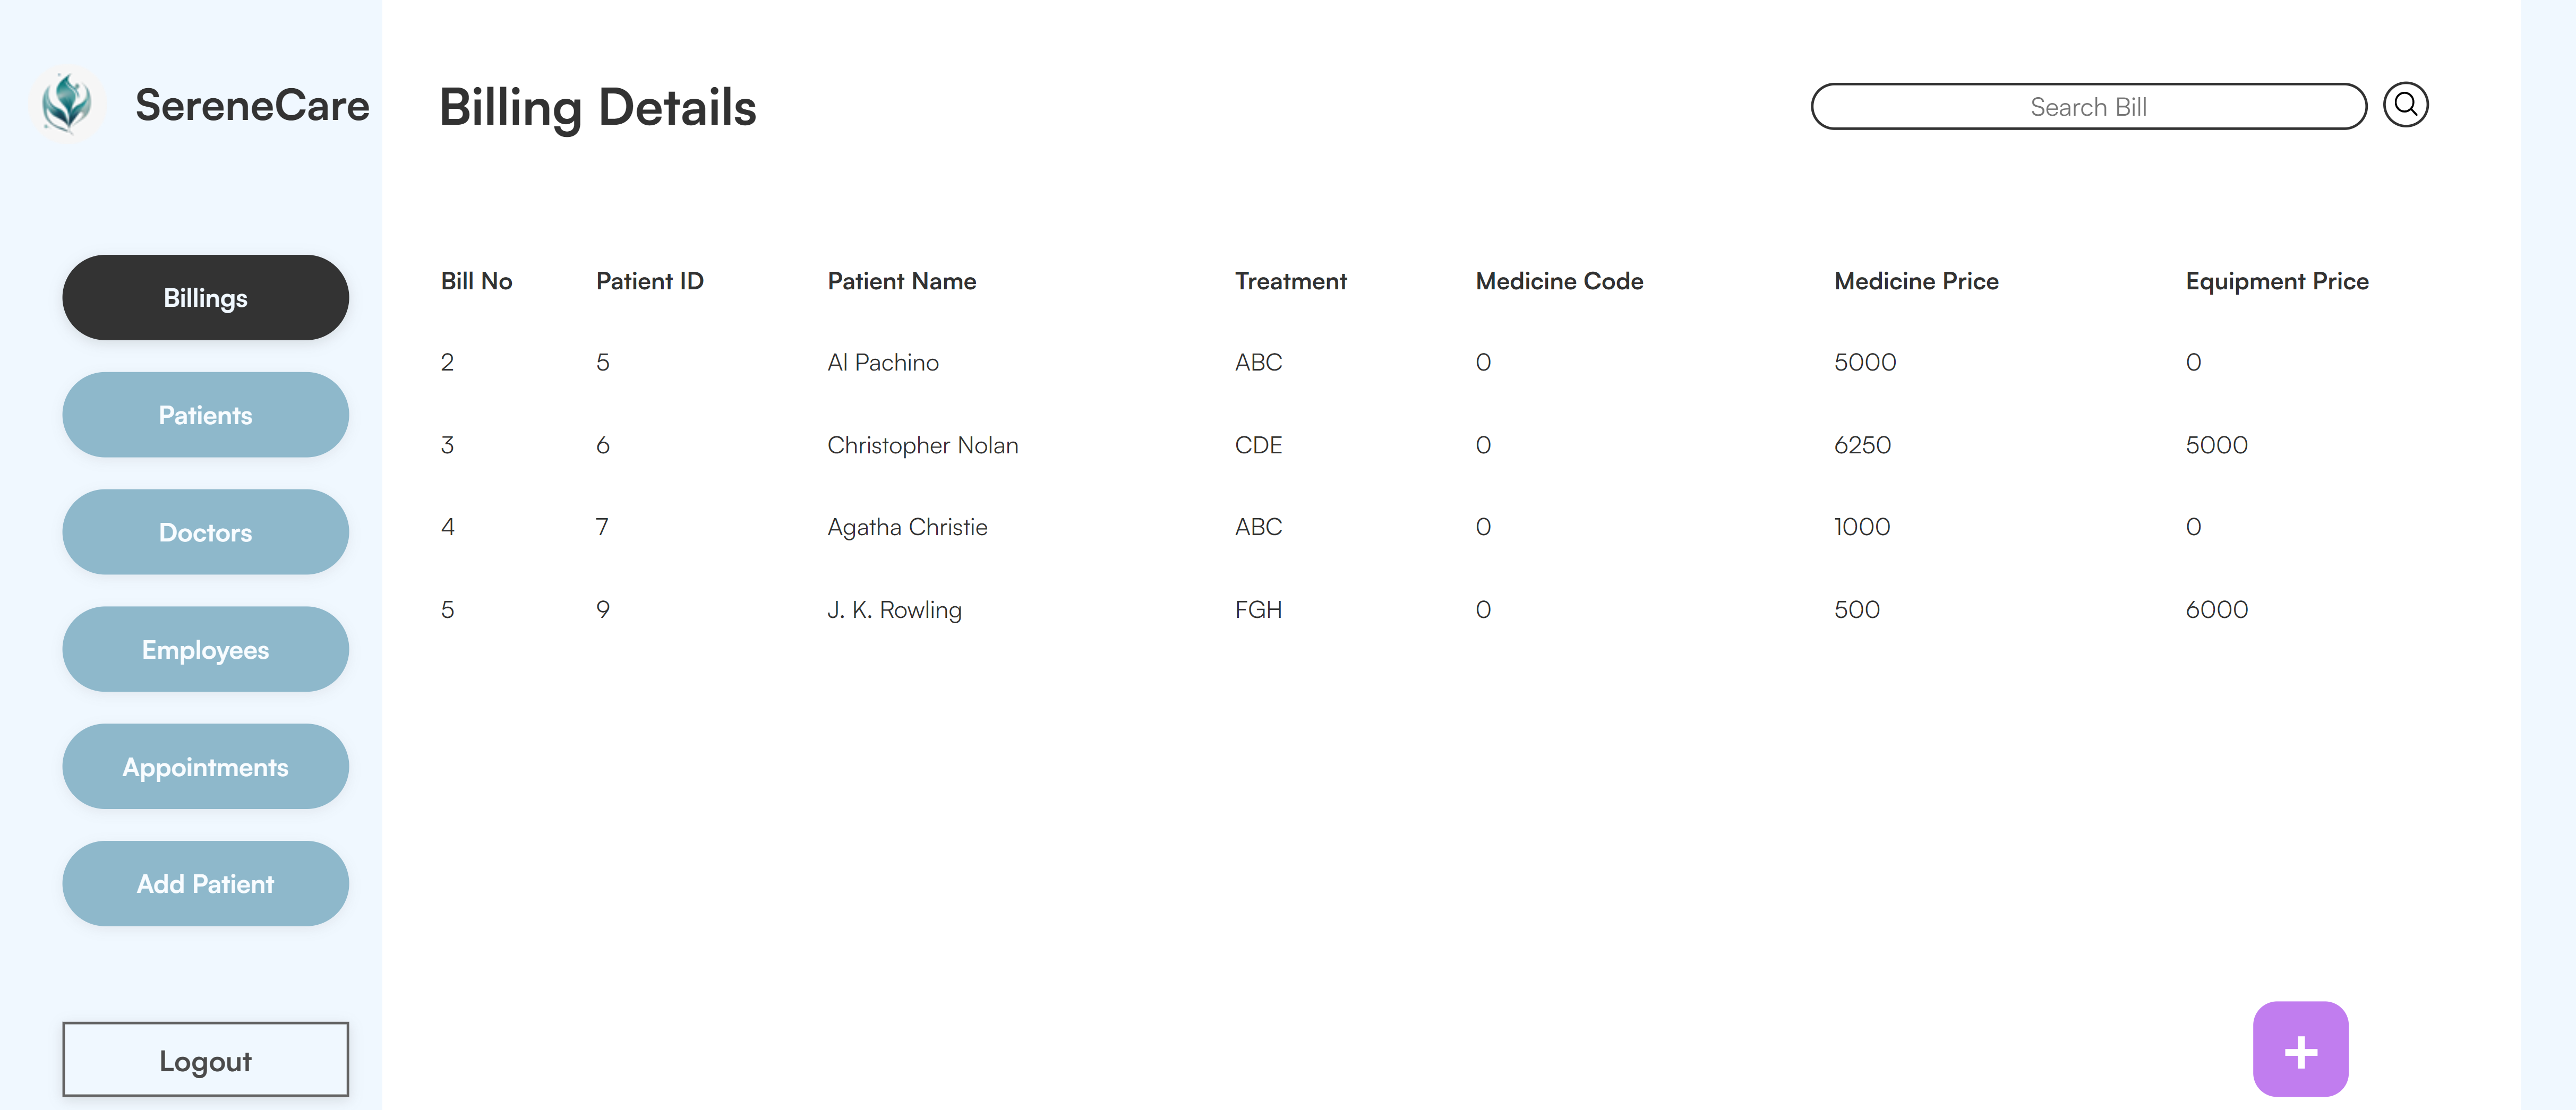 SereneCare
Billing Details
Search Bill
Billings
Patients
Doctors
Employees
Appointments
Add Patient
Logout
Bill No Patient ID Patient Name Treatment Medicine Code Medicine Price Equipment Price
2 5 Al Pachino ABC 0 5000 0
3 6 Christopher Nolan CDE 0 6250 5000
4 7 Agatha Christie ABC 0 1000 0
5 9 J. K. Rowling FGH 0 500 6000
+